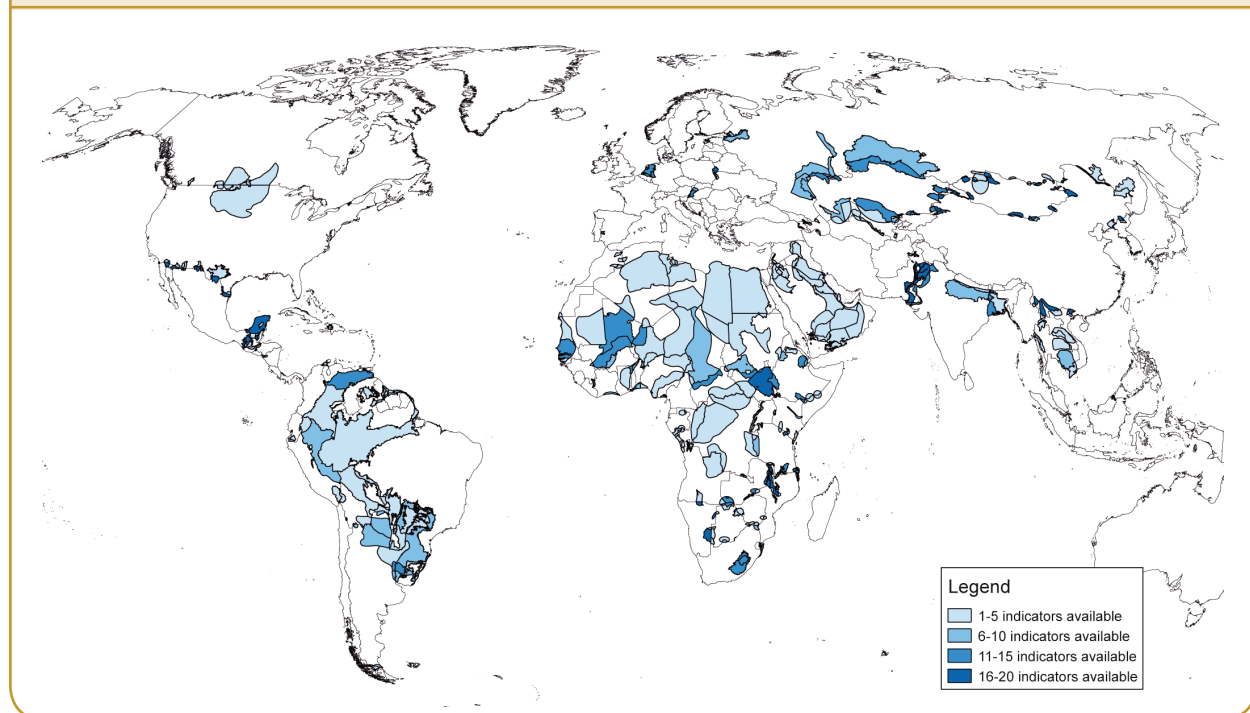 Legend
1-5 indicators available
6-10 indicators available
11-15 indicators available
16-20 indicators available